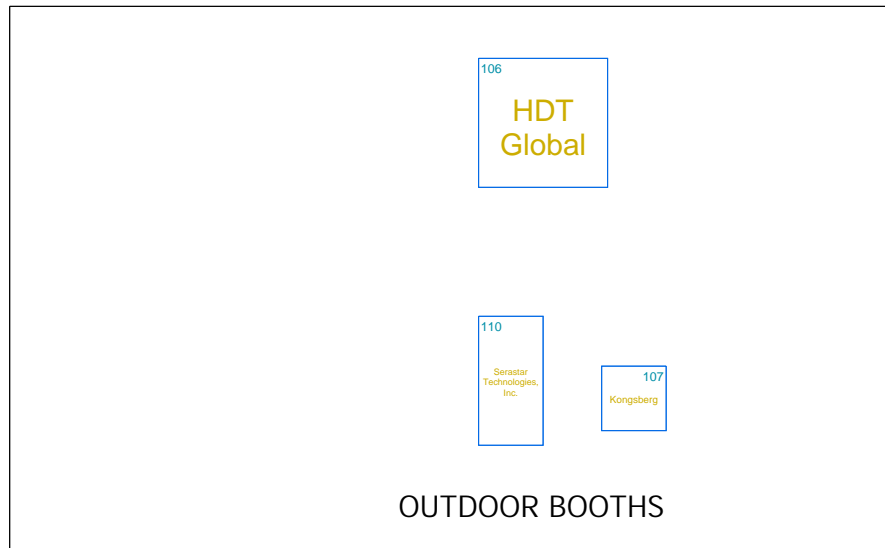 106
HDT
Global
110
Serastar
Technologies,
Inc.
107
Kongsberg
OUTDOOR BOOTHS